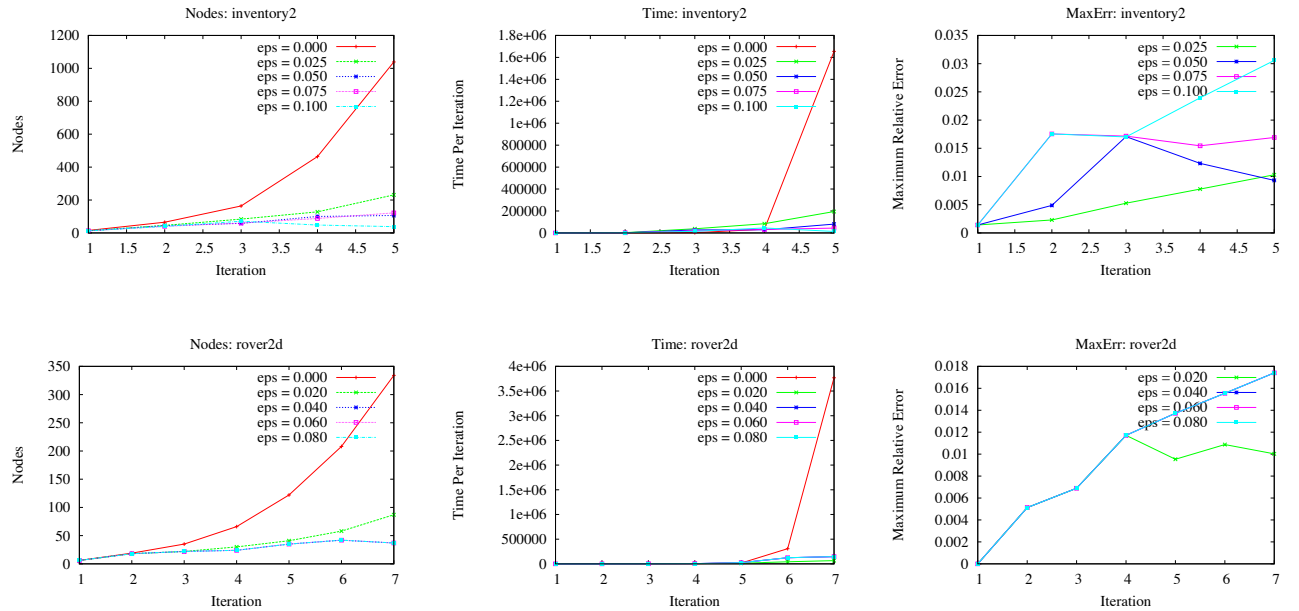 Nodes: inventory2
1200
1000
800
600
400
200
0
Nodes
1 1.5 2 2.5 3 3.5 4 4.5 5
Iteration
eps = 0.000
eps = 0.025
eps = 0.050
eps = 0.075
eps = 0.100
Time: inventory2
1.8e+06
1.6e+06
1.4e+06
1.2e+06
1e+06
800000
600000
400000
200000
0
Time Per Iteration
1 1.5 2 2.5 3 3.5 4 4.5 5
Iteration
eps = 0.000
eps = 0.025
eps = 0.050
eps = 0.075
eps = 0.100
MaxErr: inventory2
0.035
0.03
0.025
0.02
0.015
0.01
0.005
0
Maximum Relative Error
1 1.5 2 2.5 3 3.5 4 4.5 5
Iteration
eps = 0.025
eps = 0.050
eps = 0.075
eps = 0.100
Nodes: rover2d
350
300
250
200
150
100
50
0
Nodes
1 2 3 4 5 6 7
Iteration
eps = 0.000
eps = 0.020
eps = 0.040
eps = 0.060
eps = 0.080
Time: rover2d
4e+06
3.5e+06
3e+06
2.5e+06
2e+06
1.5e+06
1e+06
500000
0
Time Per Iteration
1 2 3 4 5 6 7
Iteration
eps = 0.000
eps = 0.020
eps = 0.040
eps = 0.060
eps = 0.080
MaxErr: rover2d
0.018
0.016
0.014
0.012
0.01
0.008
0.006
0.004
0.002
0
Maximum Relative Error
1 2 3 4 5 6 7
Iteration
eps = 0.020
eps = 0.040
eps = 0.060
eps = 0.080